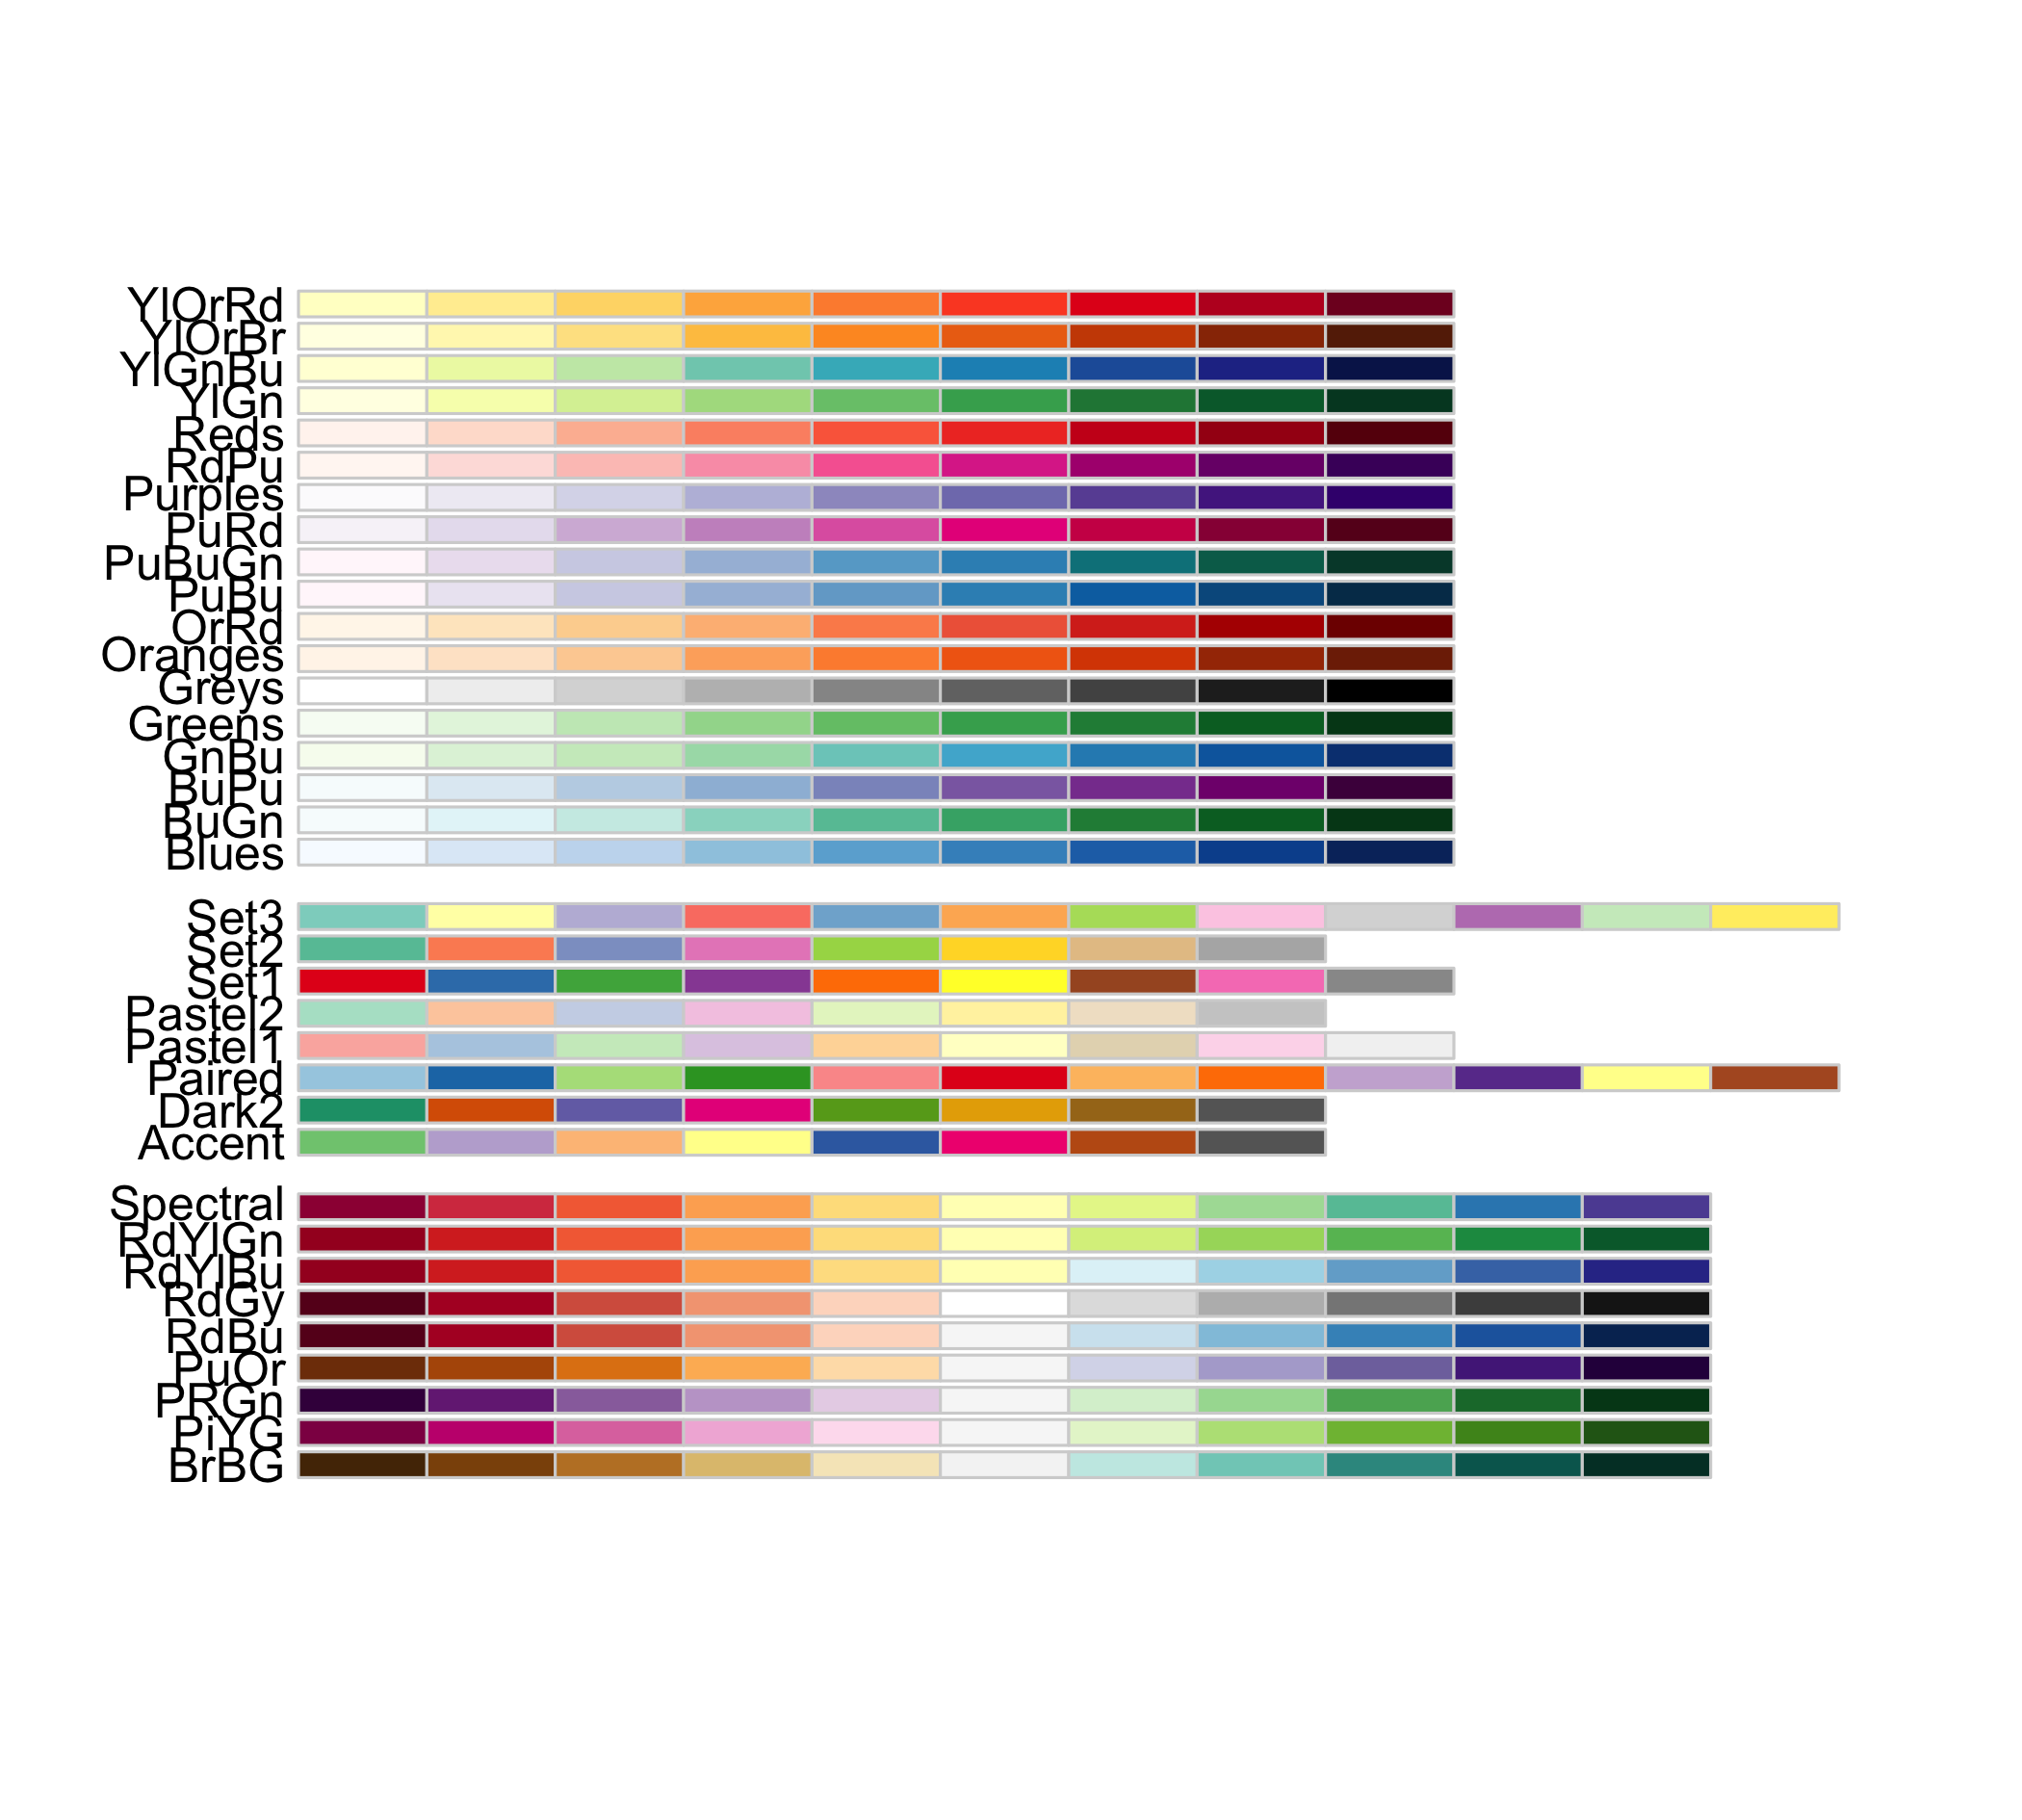 YlOrRd
YlOrBr
YlGnBu
YlGn
Reds
RdPu
Purples
PuRd
PuBuGn
PuBu
OrRd
Oranges
Greys
Greens
GnBu
BuPu
BuGn
Blues
Set3
Set2
Set1
Pastel2
Pastel1
Paired
Dark2
Accent
Spectral
RdYlGn
RdYlBu
RdGy
RdBu
PuOr
PRGn
PiYG
BrBG